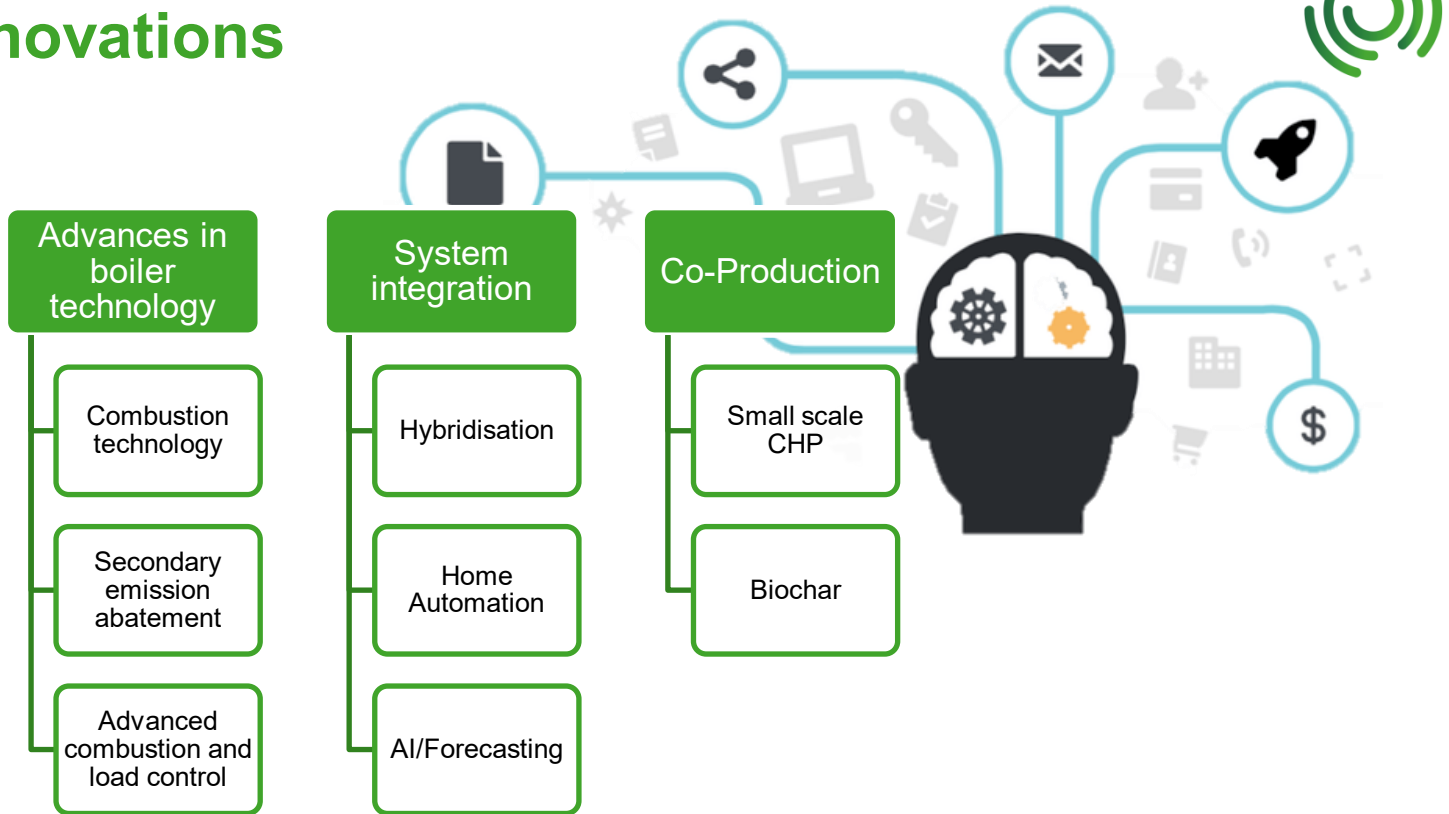 novations
Advances in
boiler
technology
Combustion
technology
Secondary
emission
abatement
Advanced
combustion and
load control
System
integration
Hybridisation
Home
Automation
AI/Forecasting
Co-Production
Small scale
CHP
Biochar
$